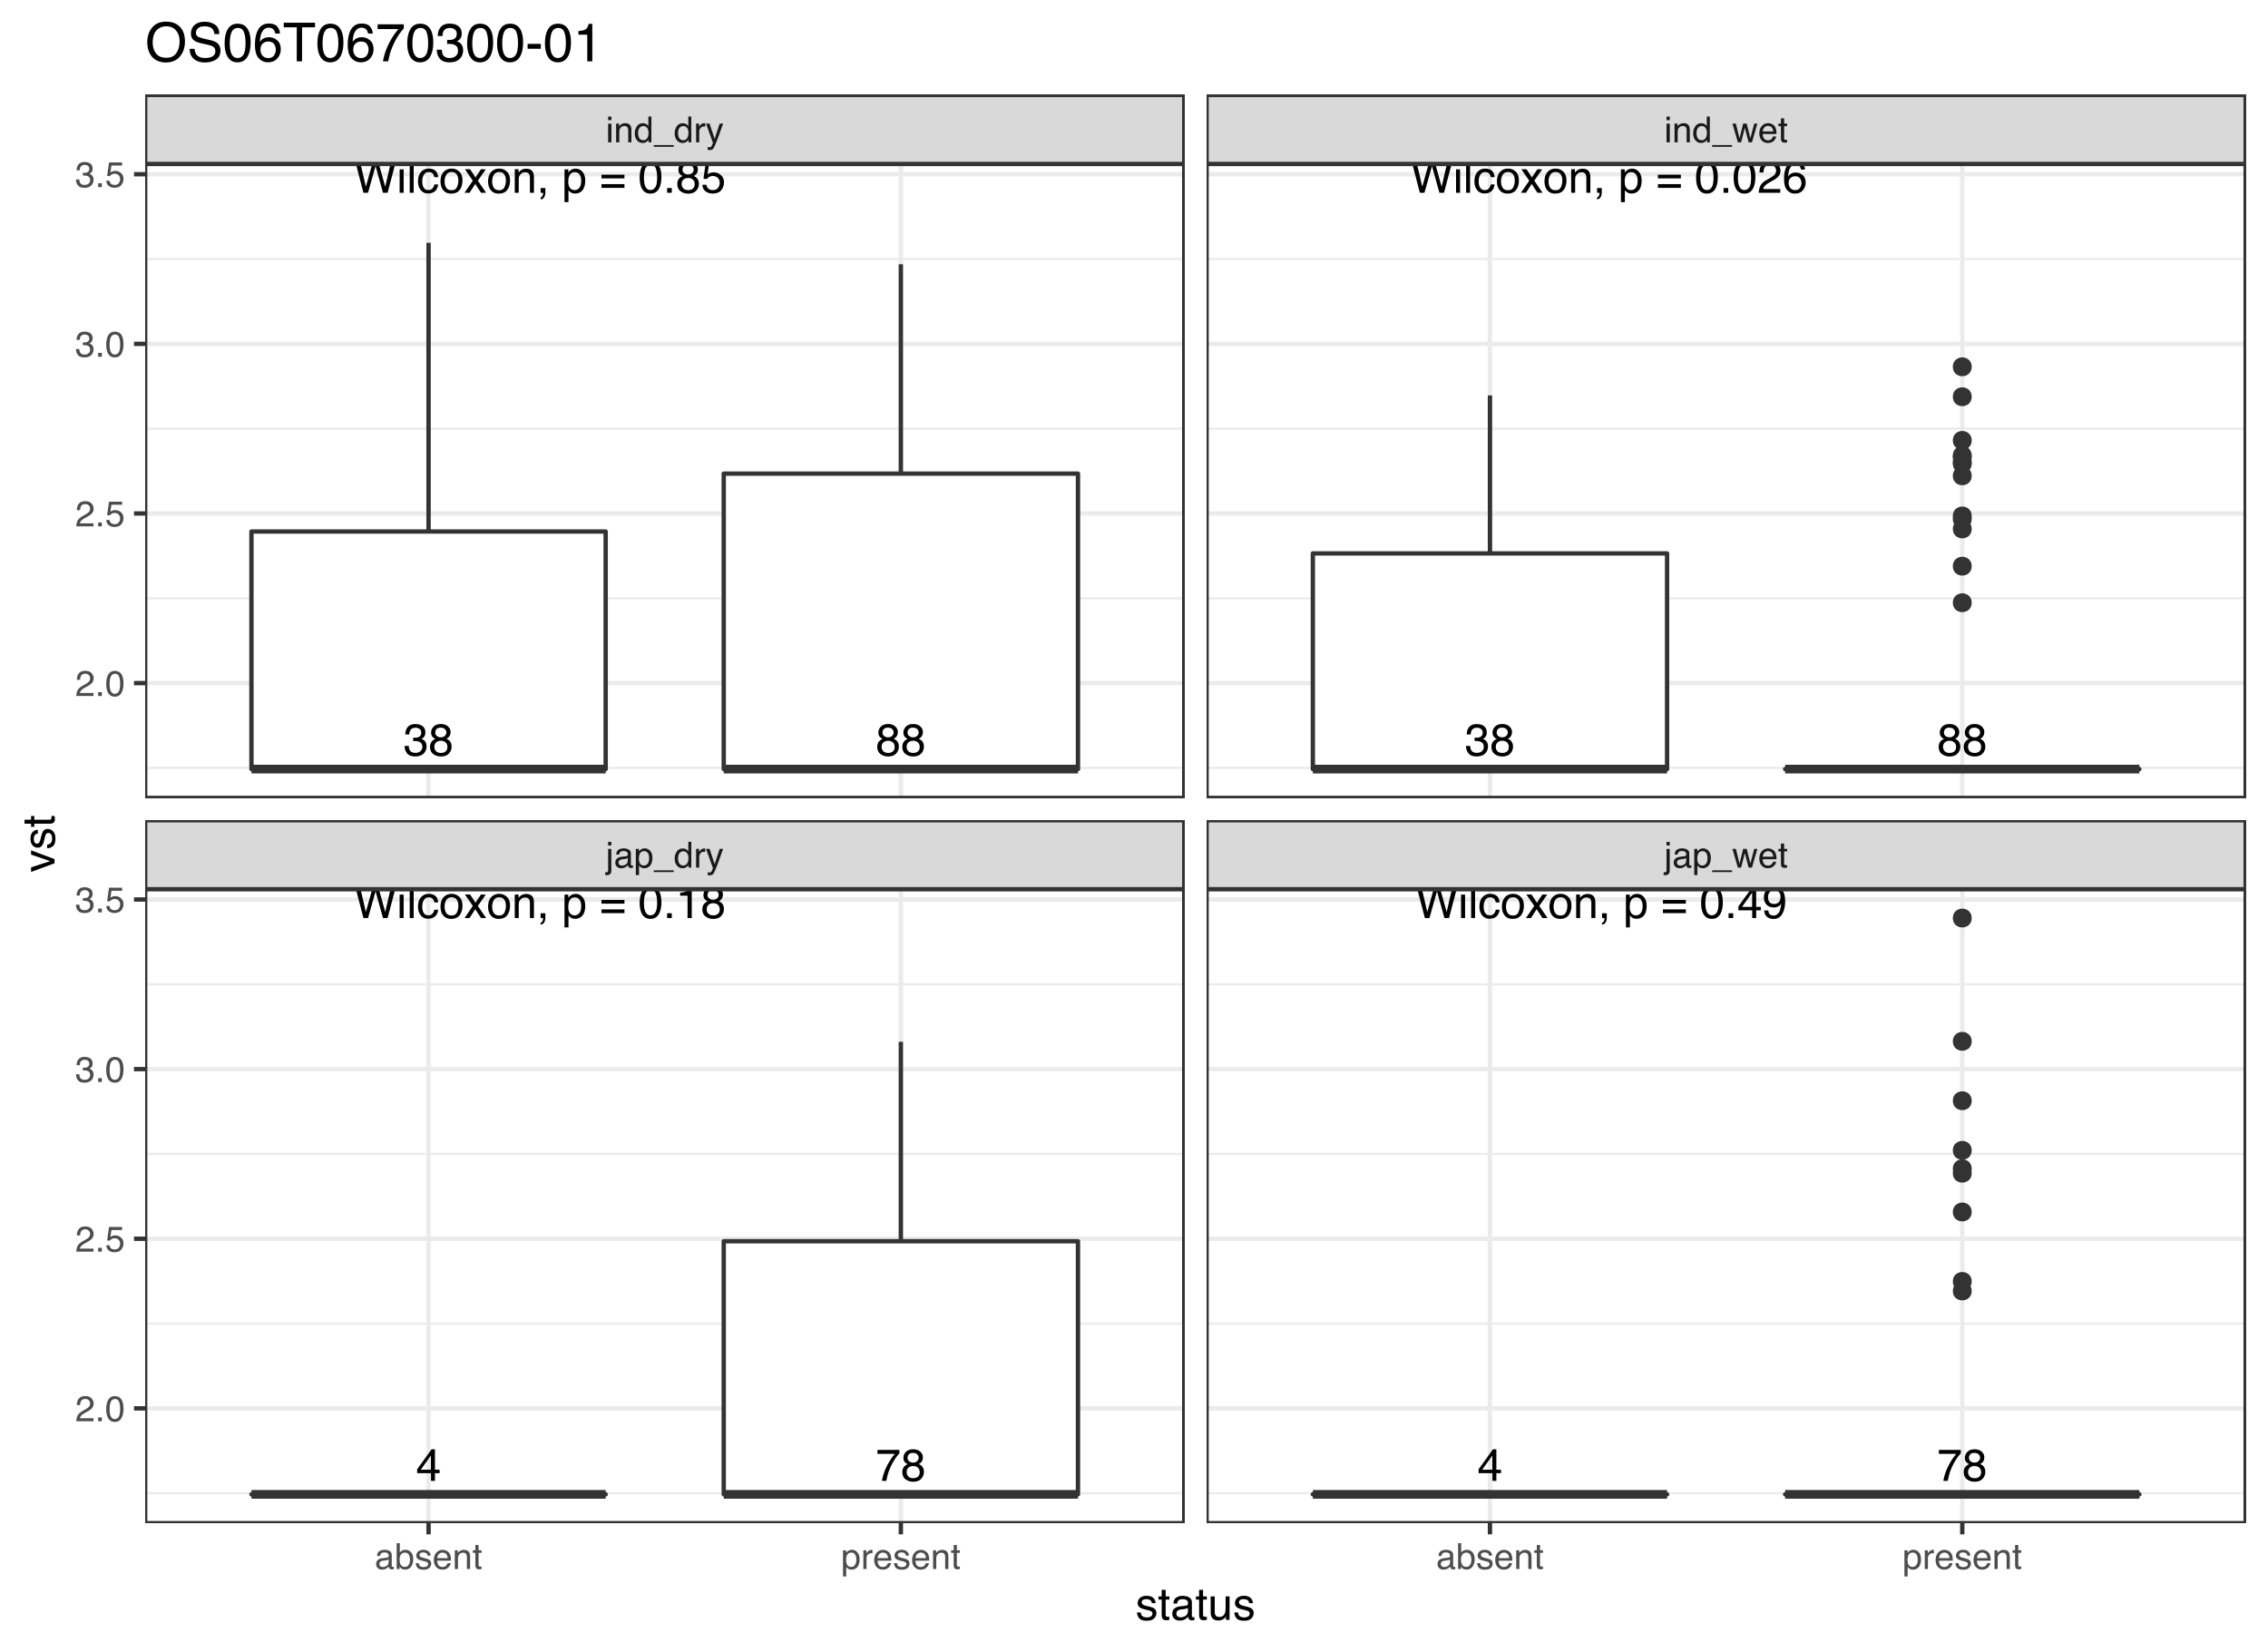 OS06T0670300-01
ind_dry
ind_wet
3.5
3.0
2.5
2.0
Wilcoxon, p = 0.85
38
88
Wilcoxon, p = 0.026
38
88
vst
jap_dry
jap_wet
3.5
3.0
2.5
2.0
Wilcoxon, p = 0.18
4
78
Wilcoxon, p = 0.49
4
78
absent
present
absent
present
status